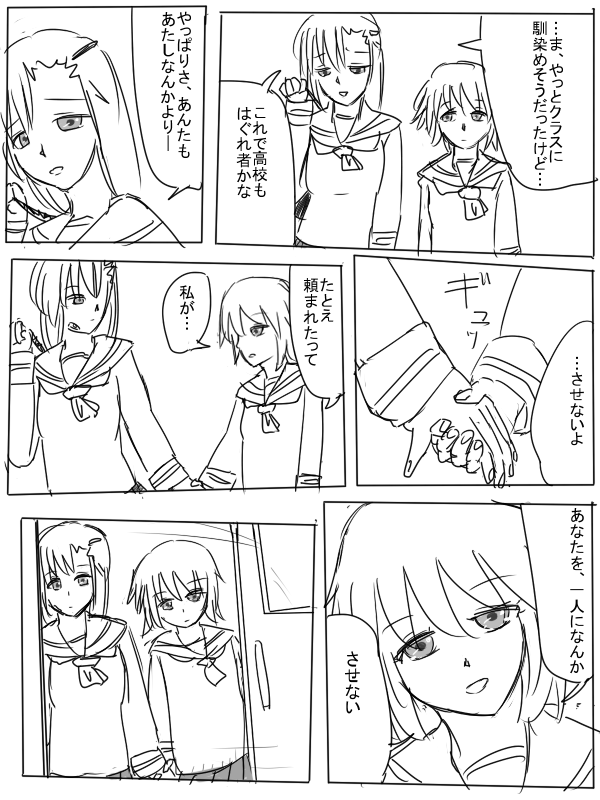 …ま、やっとクラスに
馴染めそうだったけど…
これで高校も
はぐれ者かな
やっぱりさ、あんたも
あたしなんかより―
ギュッ
…させないよ
たとえ
頼まれたって
私が…
あなたを、一人になんか
させない